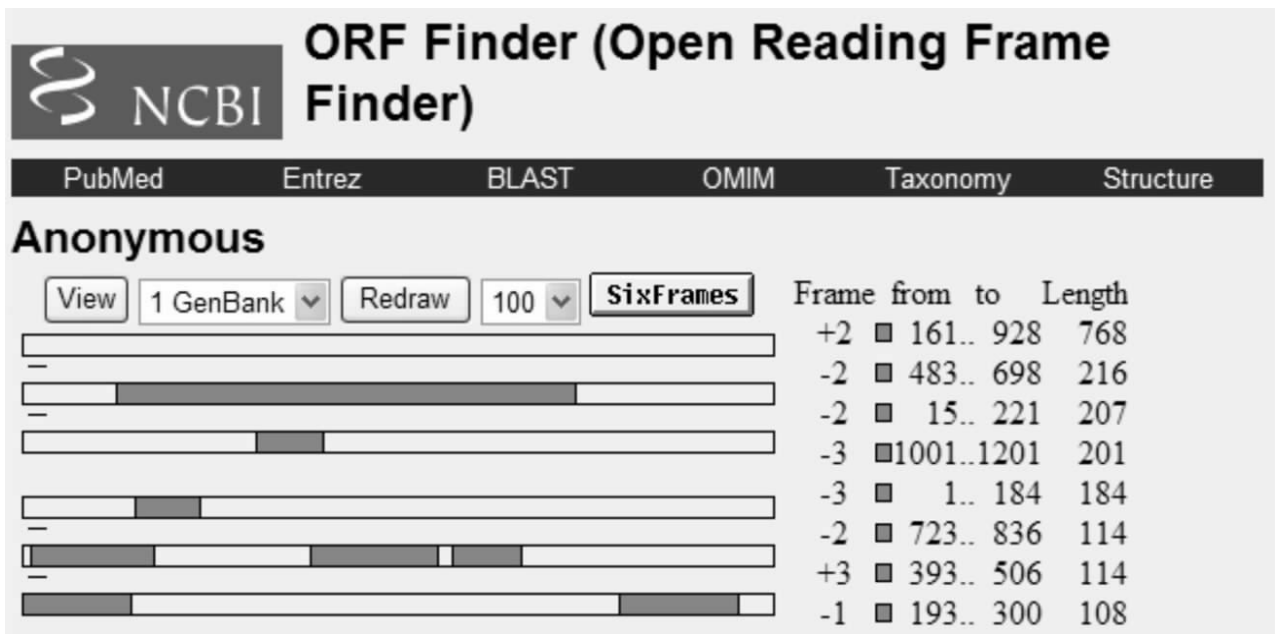 NCBI
ORF Finder (Open Reading Frame
Finder)
PubMed Entrez BLAST OMIM Taxonomy Structure
Anonymous
View 1 GenBank Redraw 100 SixFrames
Frame from to Length
+2 161.. 928 768
-2 483.. 698 216
-2 15.. 221 207
-3 1001..1201 201
-3 1.. 184 184
-2 723.. 836 114
+3 393.. 506 114
-1 193.. 300 108